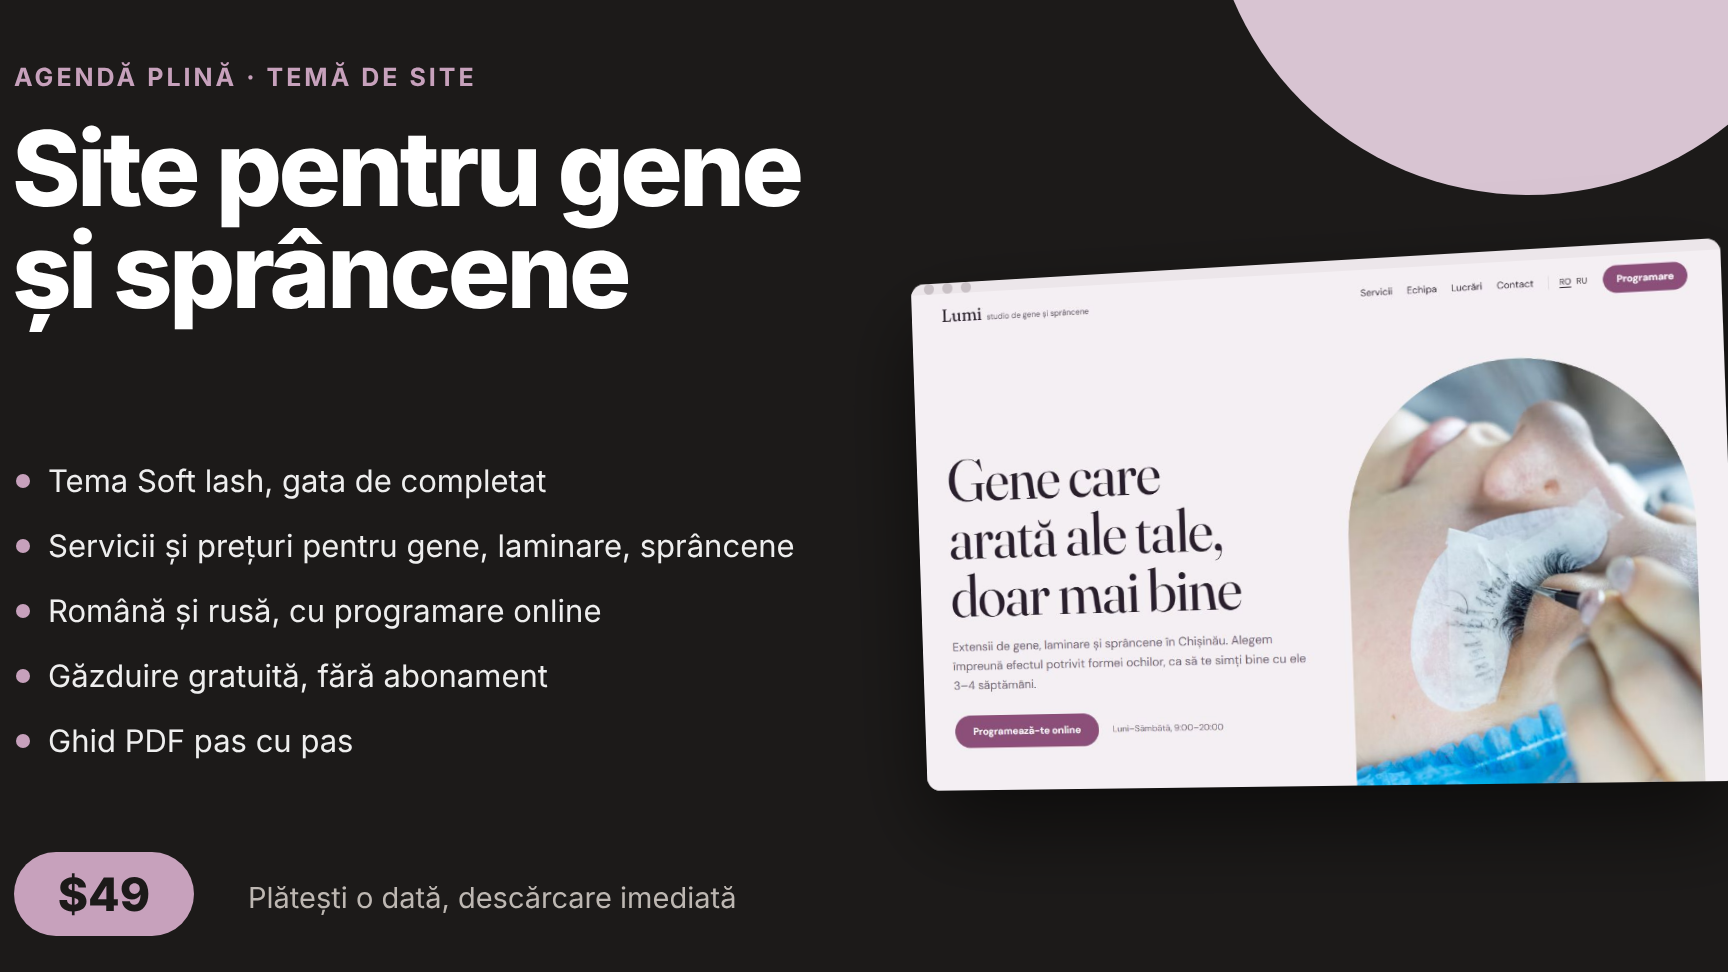 AGENDĂ PLINĂ · TEMĂ DE SITE
Site pentru gene
și sprâncene
Tema Soft lash, gata de completat
Servicii și prețuri pentru gene, laminare, sprâncene
Română și rusă, cu programare online
Găzduire gratuită, fără abonament
Ghid PDF pas cu pas
$49
Plătești o dată, descărcare imediată
Lumi studio de gene și sprâncene
Servicii Echipa Lucrări Contact RO RU Programare
Gene care
arată ale tale,
doar mai bine
Extensii de gene, laminare și sprâncene în Chișinău. Alegem
împreună efectul potrivit formei ochilor, ca să te simți bine cu ele
3–4 săptămâni.
Programează-te online
Luni–Sâmbătă, 9:00–20:00